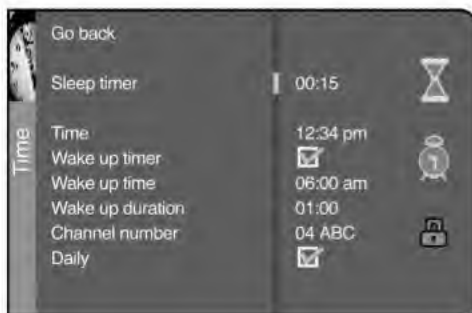 Go back
Sleep timer 00:15
Time
Time 12:34 pm
Wake up timer
Wake up time 06:00 am
Wake up duration 01:00
Channel number 04 ABC
Daily